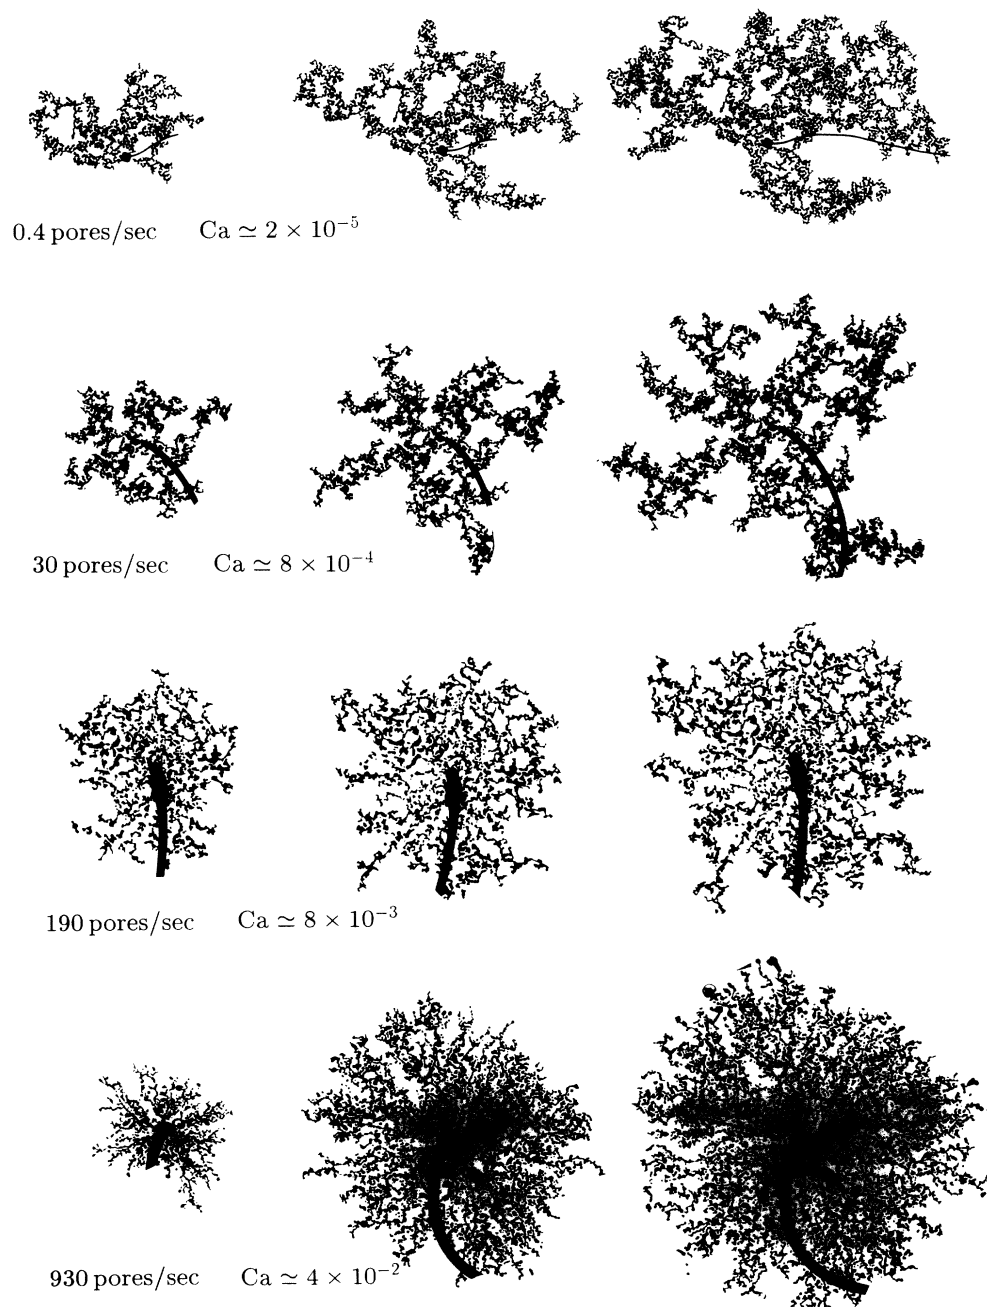 0.4 pores/sec Ca ≃ 2 × 10⁻⁵
30 pores/sec Ca ≃ 8 × 10⁻⁴
190 pores/sec Ca ≃ 8 × 10⁻³
930 pores/sec Ca ≃ 4 × 10⁻²